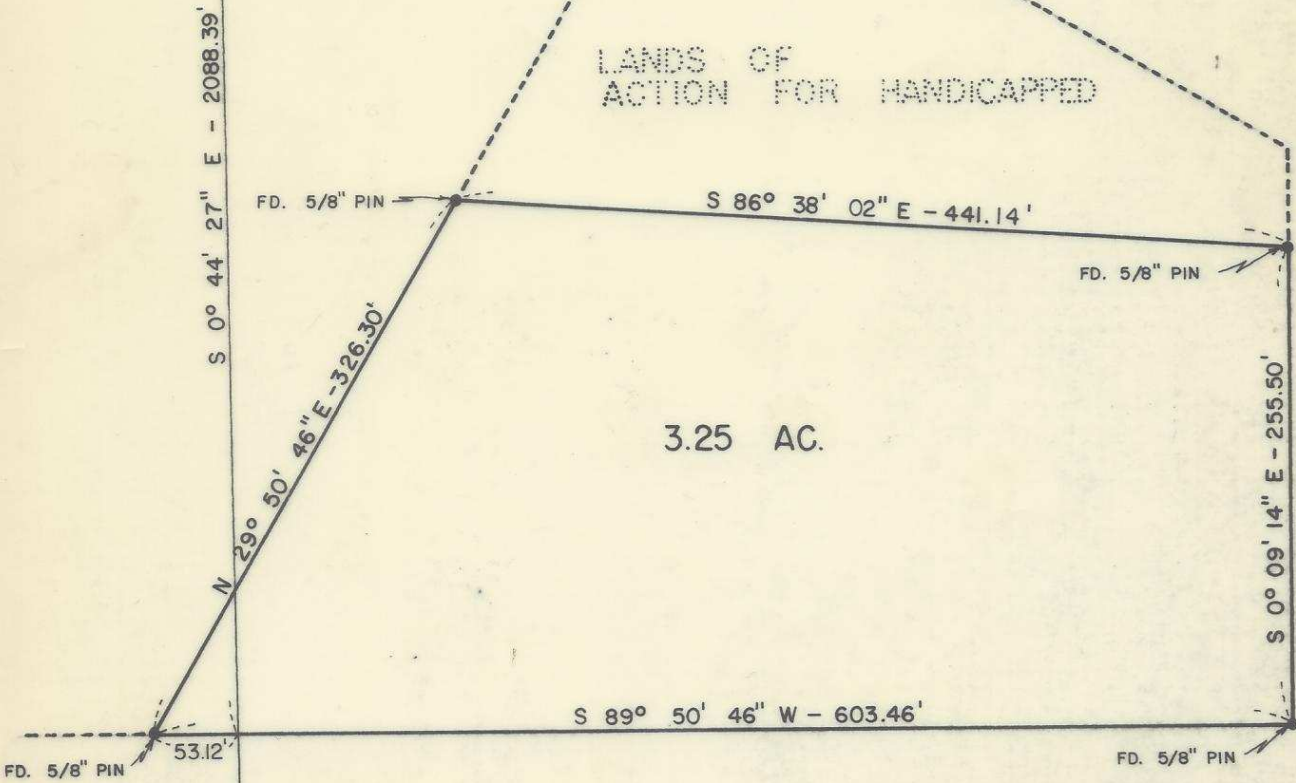 S 0° 44' 27" E - 2088.39'
LANDS OF
ACTION FOR HANDICAPPED
FD. 5/8" PIN
S 86° 38' 02" E - 441.14'
FD. 5/8" PIN
N 29° 50' 46" E - 326.30'
3.25 AC.
S 0° 09' 14" E - 255.50'
S 89° 50' 46" W - 603.46'
53.12'
FD. 5/8" PIN
FD. 5/8" PIN